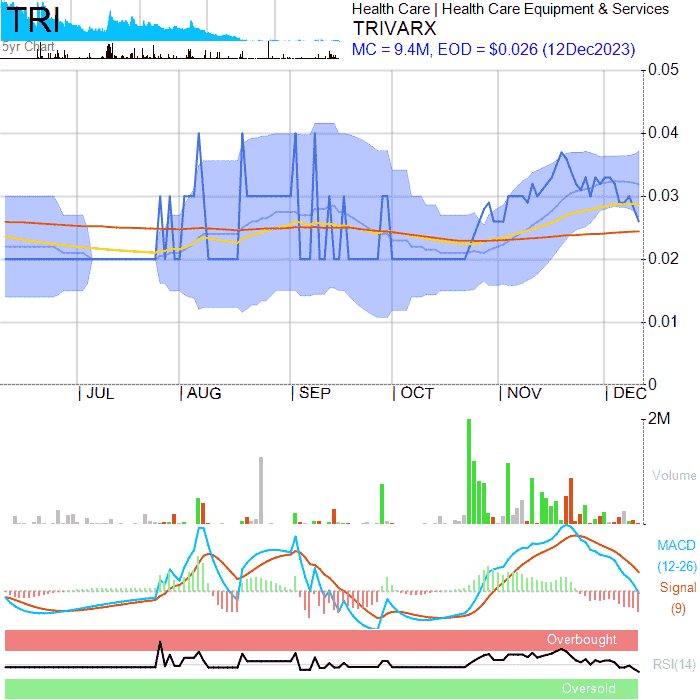 TRI
5yr Chart
Health Care | Health Care Equipment & Services
TRIVARX
MC = 9.4M, EOD = $0.026 (12Dec2023)
0.05
0.04
0.03
0.02
0.01
0
JUL
AUG
SEP
OCT
NOV
DEC
2M
Volume
MACD
(12-26)
Signal
(9)
Overbought
RSI(14)
Oversold